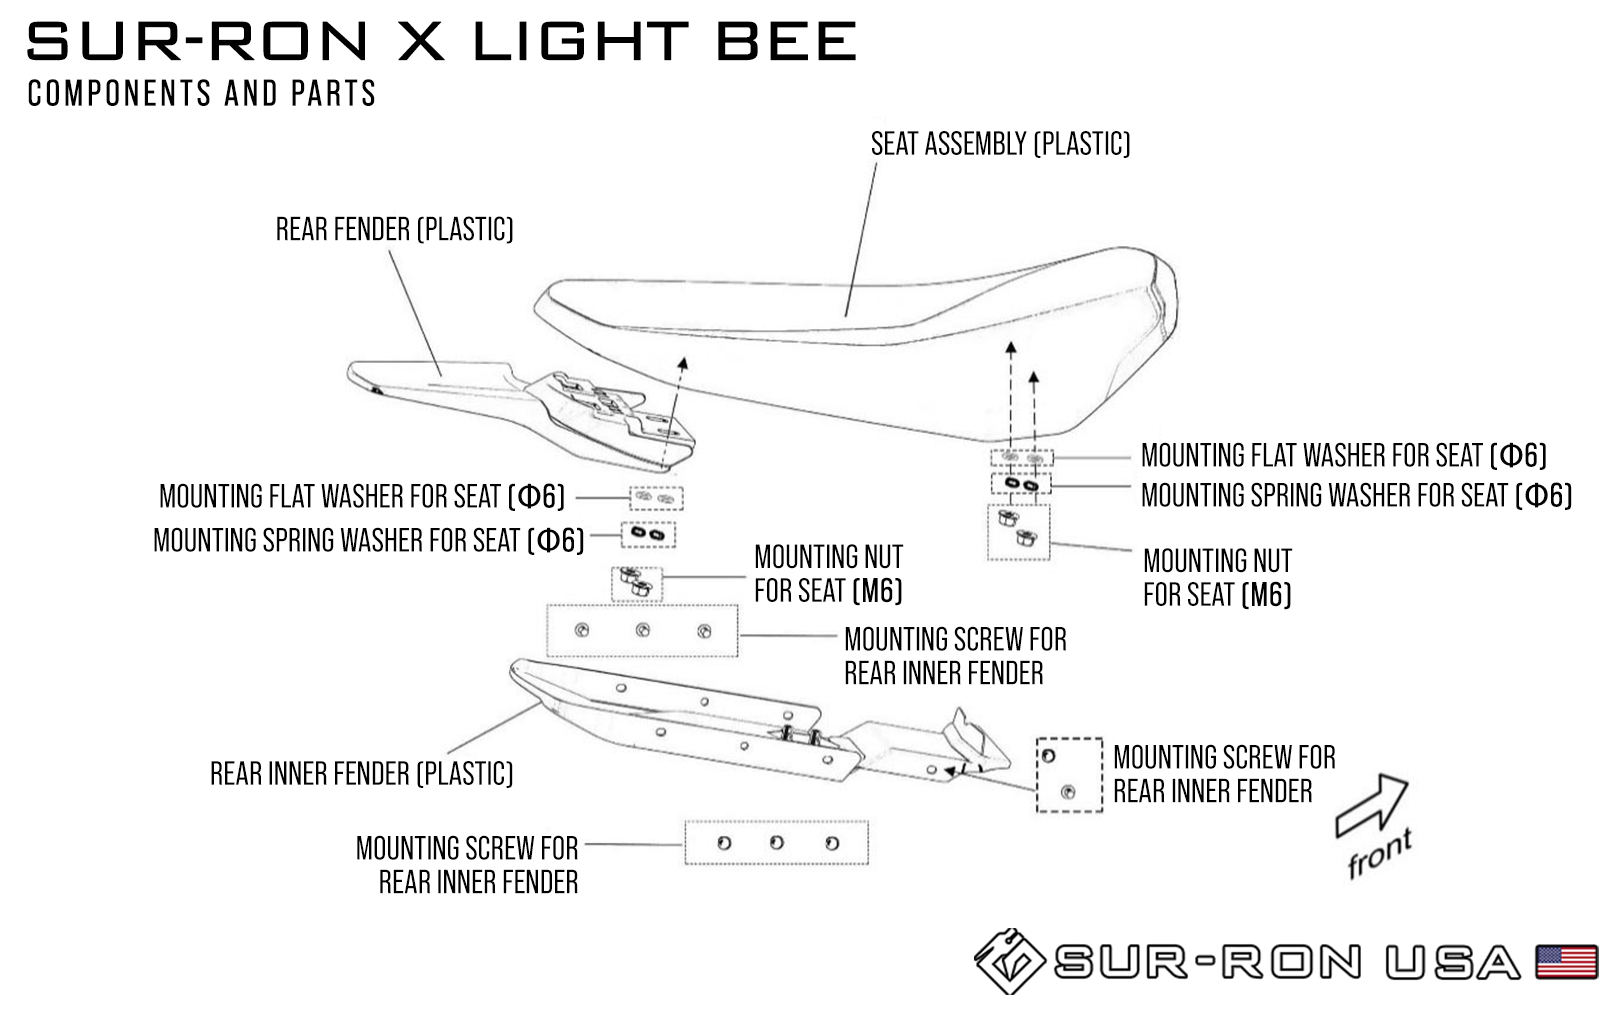 SUR-RON X LIGHT BEE
COMPONENTS AND PARTS
SEAT ASSEMBLY (PLASTIC)
REAR FENDER (PLASTIC)
MOUNTING FLAT WASHER FOR SEAT (Φ6)
MOUNTING SPRING WASHER FOR SEAT (Φ6)
MOUNTING FLAT WASHER FOR SEAT (Φ6)
MOUNTING SPRING WASHER FOR SEAT (Φ6)
MOUNTING NUT
FOR SEAT (M6)
MOUNTING NUT
FOR SEAT (M6)
MOUNTING SCREW FOR
REAR INNER FENDER
REAR INNER FENDER (PLASTIC)
MOUNTING SCREW FOR
REAR INNER FENDER
MOUNTING SCREW FOR
REAR INNER FENDER
front
SUR-RON USA